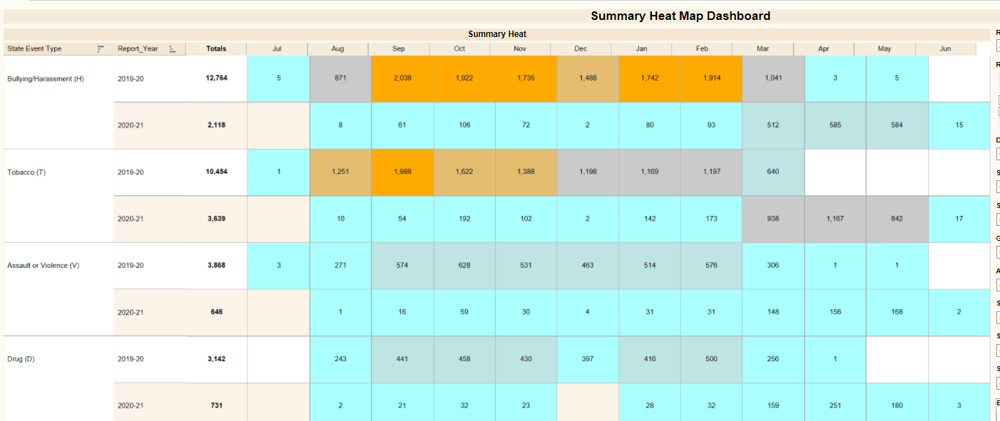 Summary Heat Map Dashboard
Summary Heat
State Event Type Report_Year Totals Jul Aug Sep Oct Nov Dec Jan Feb Mar Apr May Jun
Bullying/Harassment (H) 2019-20 12,764 5 871 2,038 1,922 1,735 1,488 1,742 1,914 1,041 3 5
2020-21 2,118 8 61 106 72 2 80 93 512 585 584 15
Tobacco (T) 2019-20 10,454 1 1,251 1,988 1,622 1,388 1,198 1,169 1,197 640
2020-21 3,639 10 54 192 102 2 142 173 938 1,167 842 17
Assault or Violence (V) 2019-20 3,868 3 271 574 628 531 463 514 576 306 1 1
2020-21 646 1 16 59 30 4 31 31 148 156 168 2
Drug (D) 2019-20 3,142 243 441 458 430 397 416 500 256 1
2020-21 731 2 21 32 23 28 32 159 251 180 3